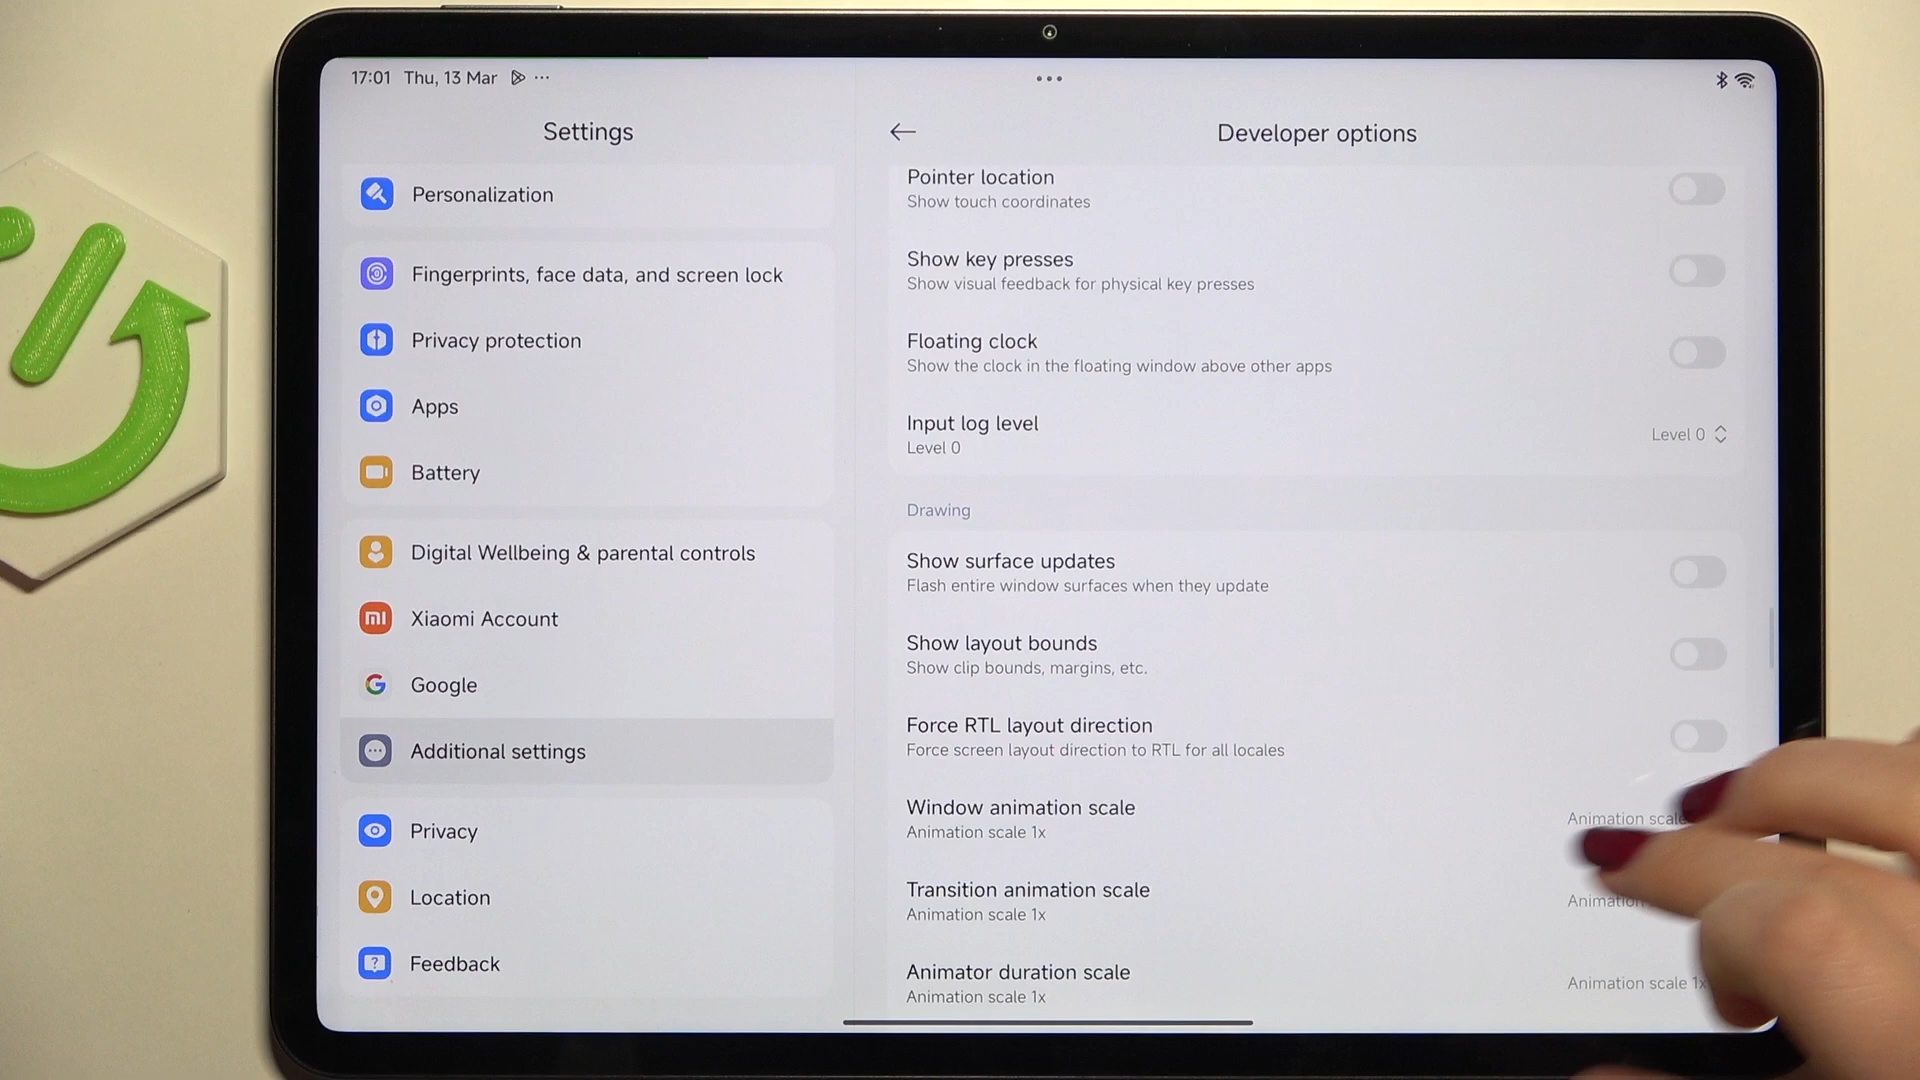 17:01 Thu, 13 Mar
Settings
Personalization
Fingerprints, face data, and screen lock
Privacy protection
Apps
Battery
Digital Wellbeing & parental controls
Xiaomi Account
Google
Additional settings
Privacy
Location
Feedback
Developer options
Pointer location
Show touch coordinates
Show key presses
Show visual feedback for physical key presses
Floating clock
Show the clock in the floating window above other apps
Input log level
Level 0
Level 0
Drawing
Show surface updates
Flash entire window surfaces when they update
Show layout bounds
Show clip bounds, margins, etc.
Force RTL layout direction
Force screen layout direction to RTL for all locales
Window animation scale
Animation scale 1x
Animation scale
Transition animation scale
Animation scale 1x
Animation
Animator duration scale
Animation scale 1x
Animation scale 1x